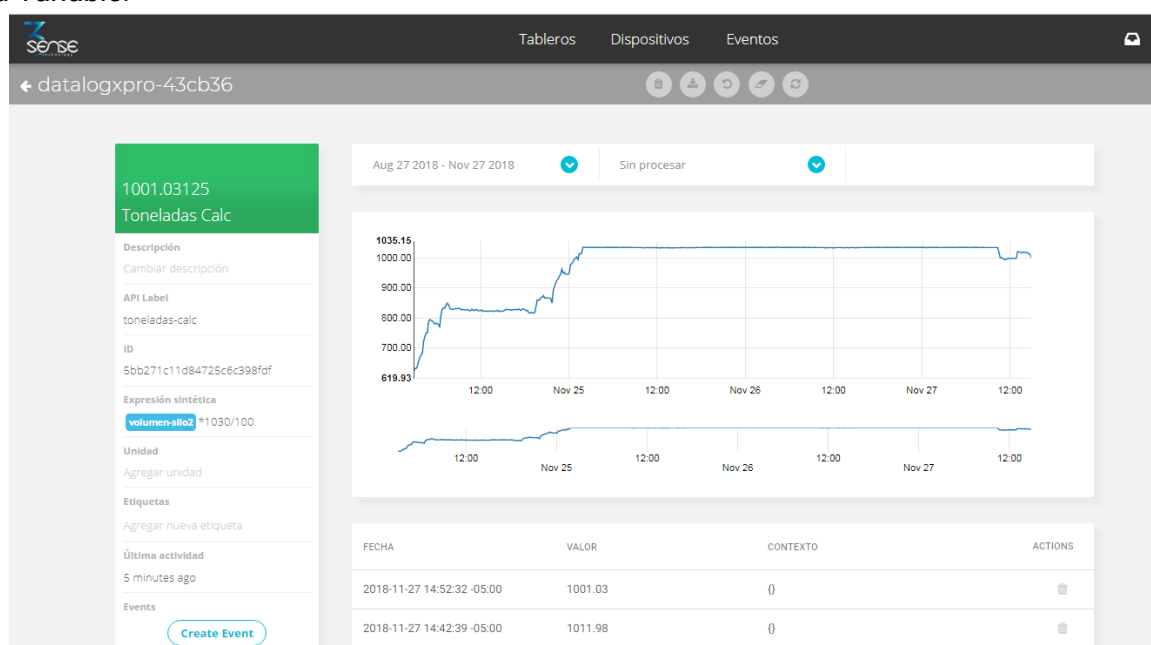 3
sense
Tableros Dispositivos Eventos
datalogxpro-43cb36
1001.03125
Toneladas Calc
Descripción
Cambiar descripción
API Label
toneladas-calc
ID
5bb271c11d84725c6c398fdf
Expresión sintética
volumen-silo2 *1030/100
Unidad
Agregar unidad
Etiquetas
Agregar nueva etiqueta
Última actividad
5 minutes ago
Events
Create Event
Aug 27 2018 - Nov 27 2018 Sin procesar
1035.15
1000.00
900.00
800.00
700.00
619.93
12:00 Nov 25 12:00 Nov 26 12:00 Nov 27 12:00
12:00 Nov 25 12:00 Nov 26 12:00 Nov 27 12:00
FECHA VALOR CONTEXTO ACTIONS
2018-11-27 14:52:32 -05:00 1001.03 {}
2018-11-27 14:42:39 -05:00 1011.98 {}